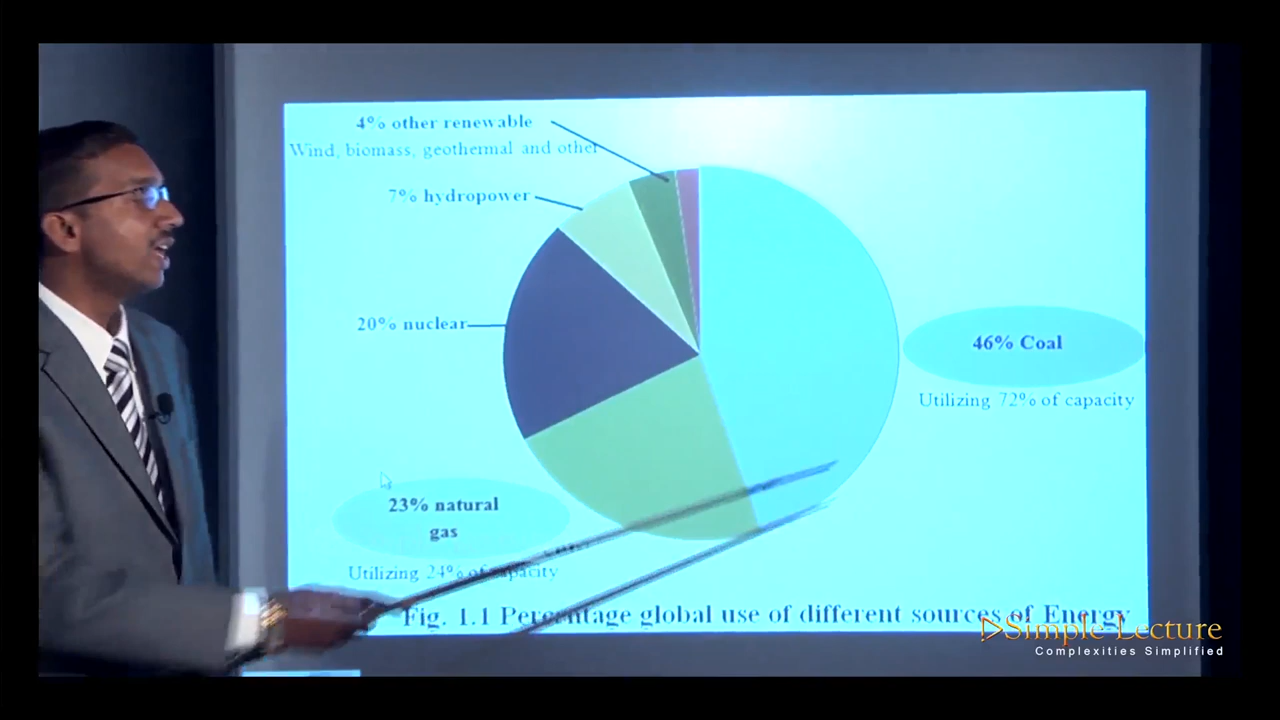 4% other renewable
Wind, biomass, geothermal and other
7% hydropower
20% nuclear
46% Coal
Utilizing 72% of capacity
23% natural
gas
Utilizing 24% of capacity
Fig. 1.1 Percentage global use of different sources of Energy
Simple Lecture
Complexities Simplified